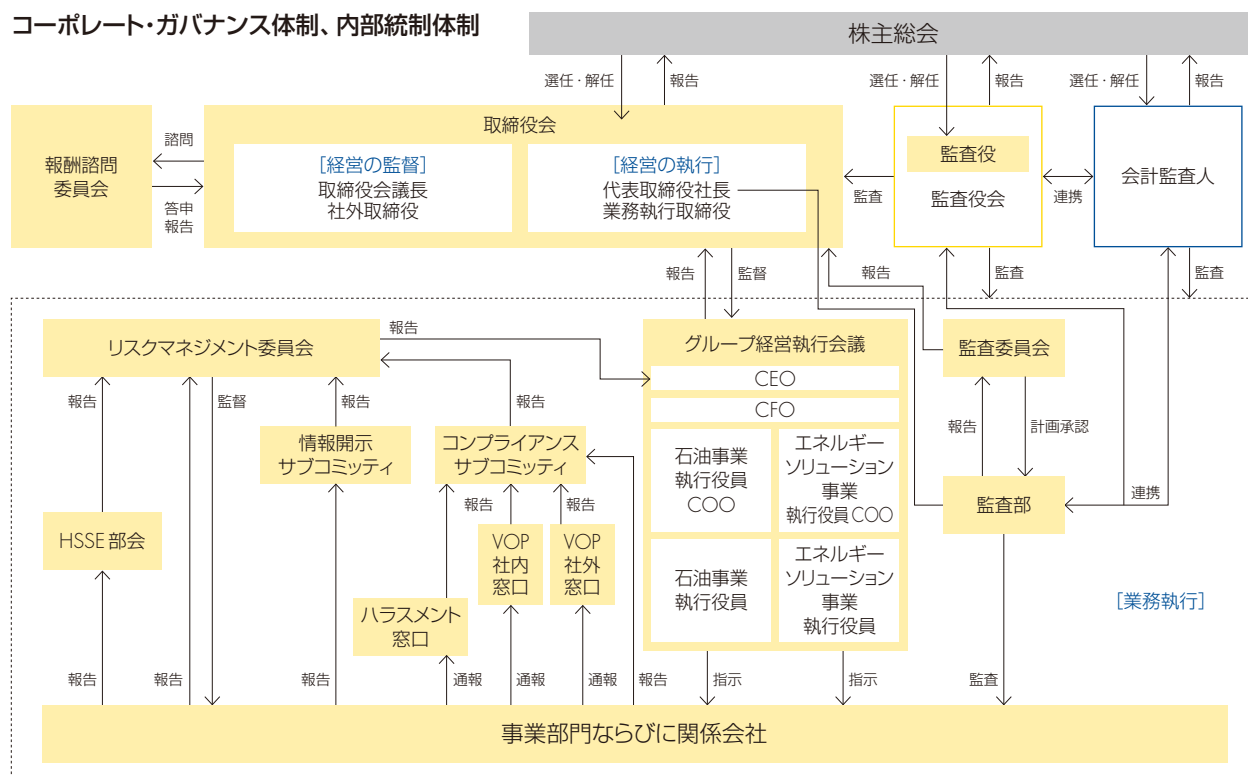 コーポレート・ガバナンス体制、内部統制体制
株主総会
選任・解任
報告
選任・解任
報告
選任・解任
報告
報酬諮問
委員会
諮問
答申
報告
取締役会
[経営の監督]
取締役会議長
社外取締役
[経営の執行]
代表取締役社長
業務執行取締役
監査
監査役
監査役会
連携
会計監査人
報告
監督
報告
監査
監査
リスクマネジメント委員会
報告
グループ経営執行会議
CEO
CFO
石油事業
執行役員
COO
エネルギー
ソリューション
事業
執行役員COO
石油事業
執行役員
エネルギー
ソリューション
事業
執行役員
監査委員会
報告
計画承認
監査部
連携
報告
監督
報告
報告
情報開示
サブコミッティ
コンプライアンス
サブコミッティ
報告
報告
HSSE部会
VOP
社内
窓口
VOP
社外
窓口
ハラスメント
窓口
[業務執行]
報告
報告
報告
通報
通報
通報
報告
指示
指示
監査
事業部門ならびに関係会社